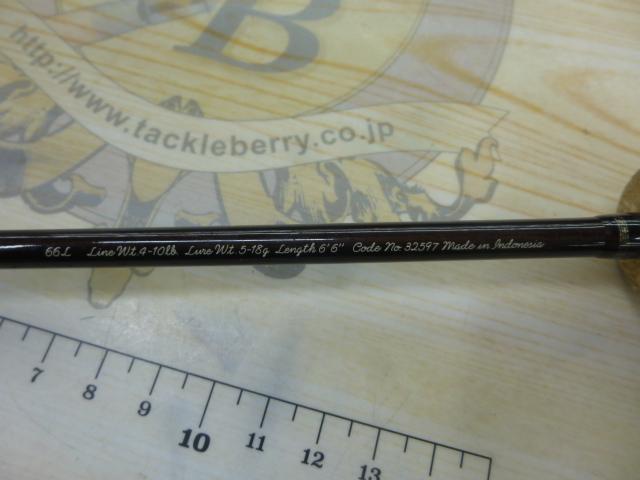 B
http://www.tackleberry.co.jp
66L Line Wt. 4-10lb. Lure Wt. 5-18g Length 6'6" Code No 32597 Made in Indonesia
7 8 9 10 11 12 13